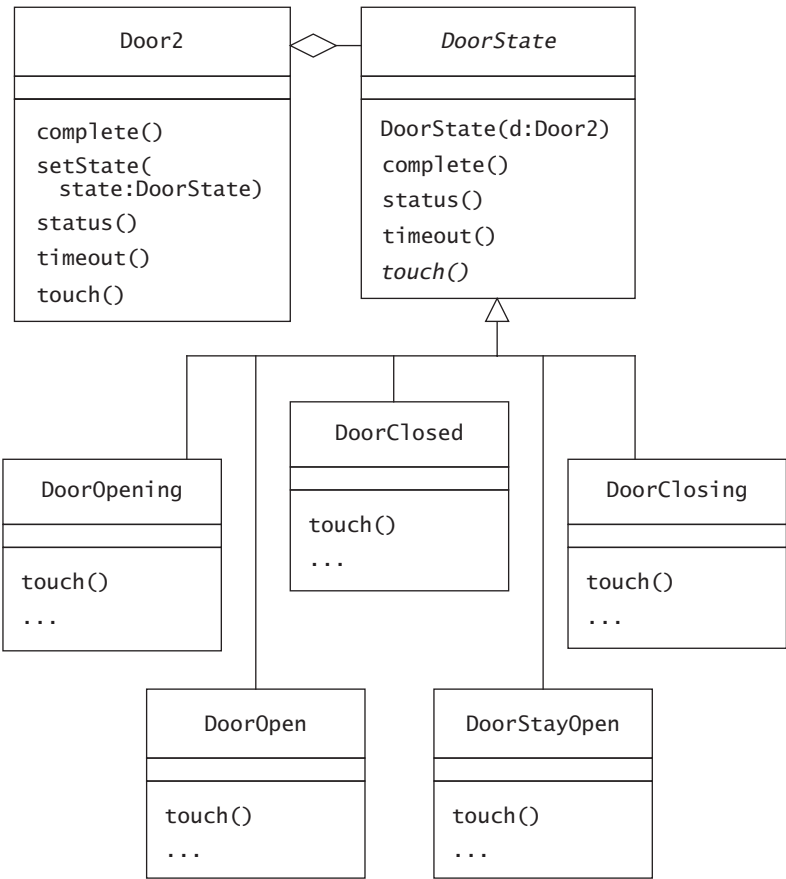 Door2
complete()
setState(
state:DoorState)
status()
timeout()
touch()
DoorState
DoorState(d:Door2)
complete()
status()
timeout()
touch()
DoorClosed
touch()
...
DoorOpening
touch()
...
DoorClosing
touch()
...
DoorOpen
touch()
...
DoorStayOpen
touch()
...